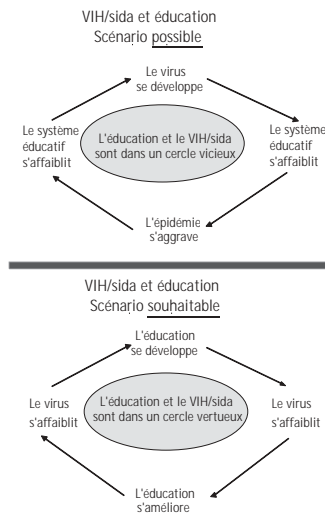 VIH/sida et éducation
Scénario possible
Le virus
se développe
Le système
éducatif
s'affaiblit
L'éducation et le VIH/sida
sont dans un cercle vicieux
Le système
éducatif
s'affaiblit
L'épidémie
s'aggrave
VIH/sida et éducation
Scénario souhaitable
L'éducation
se développe
Le virus
s'affaiblit
L'éducation et le VIH/sida
sont dans un cercle vertueux
Le virus
s'affaiblit
L'éducation
s'améliore